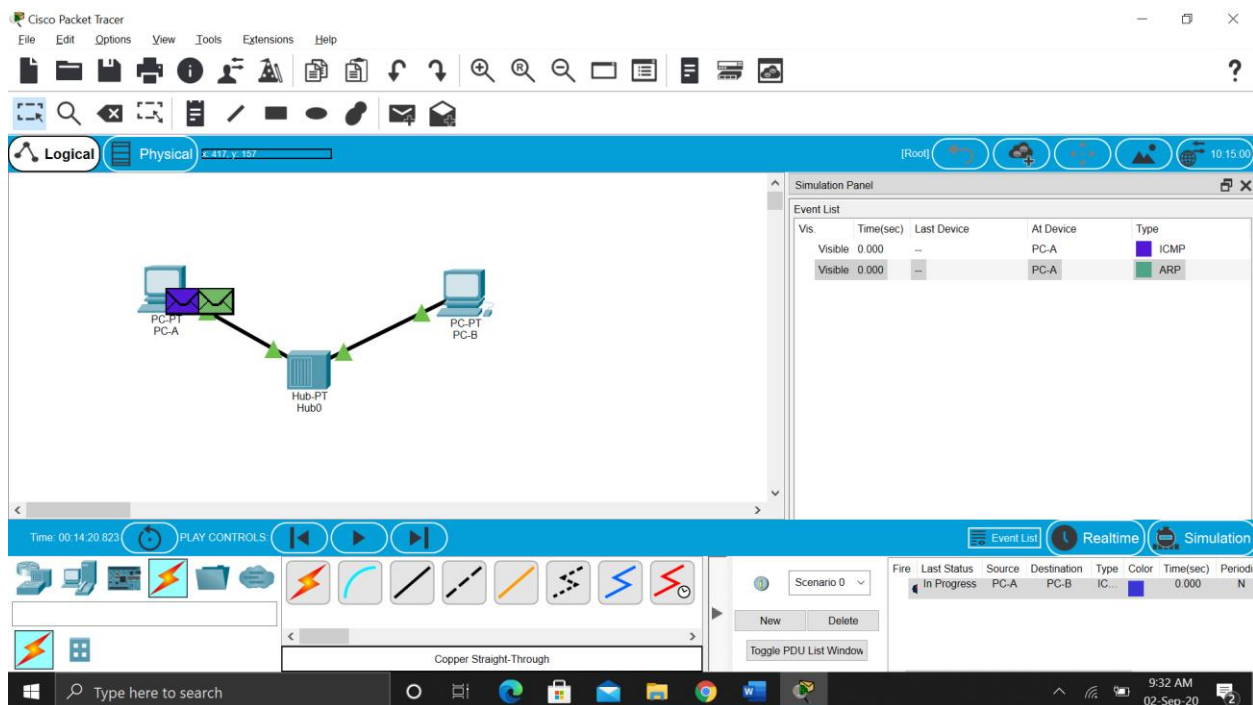 Cisco Packet Tracer
File Edit Options View Tools Extensions Help
?
Logical Physical x: 417, y: 157 [Root] 10:15:00
Simulation Panel
Event List
Vis. Time(sec) Last Device At Device Type
Visible 0.000 -- PC-A ICMP
Visible 0.000 -- PC-A ARP
PC-PT
PC-A
PC-PT
PC-B
Hub-PT
Hub0
Time: 00:14:20.823 PLAY CONTROLS: Event List Realtime Simulation
Fire Last Status Source Destination Type Color Time(sec) Periodi
In Progress PC-A PC-B IC... 0.000 N
Scenario 0
New Delete
Toggle PDU List Window
Copper Straight-Through
Type here to search
9:32 AM
02-Sep-20
2